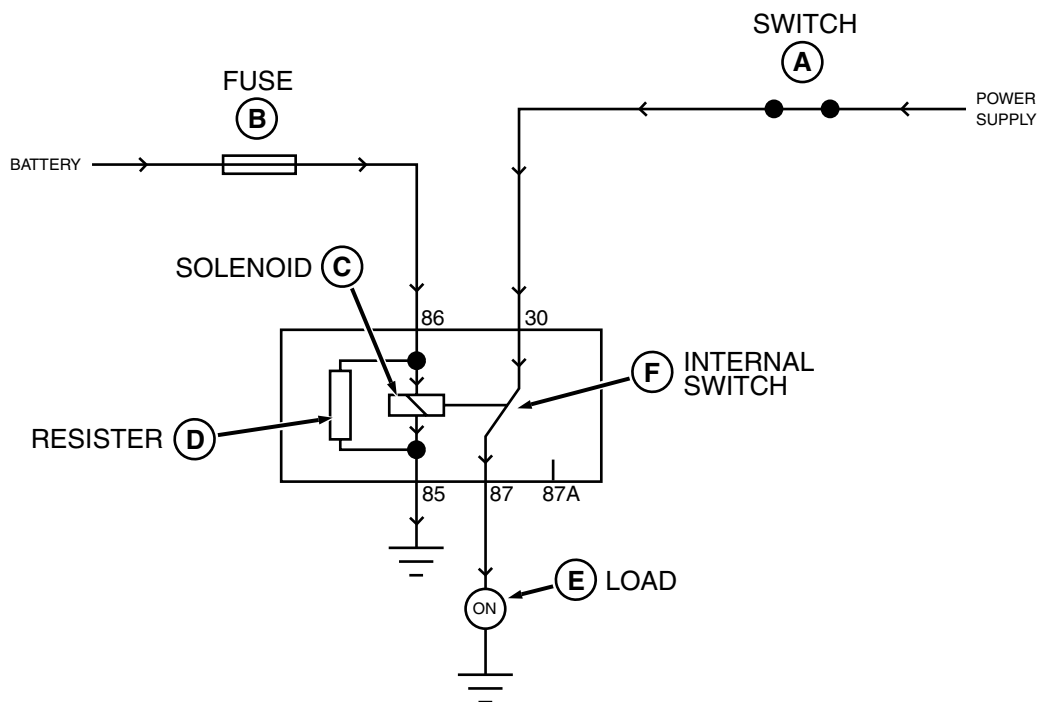 SWITCH
A
FUSE
B
POWER
SUPPLY
BATTERY
SOLENOID C
86
30
F INTERNAL
SWITCH
RESISTER D
85
87
87A
E LOAD
ON